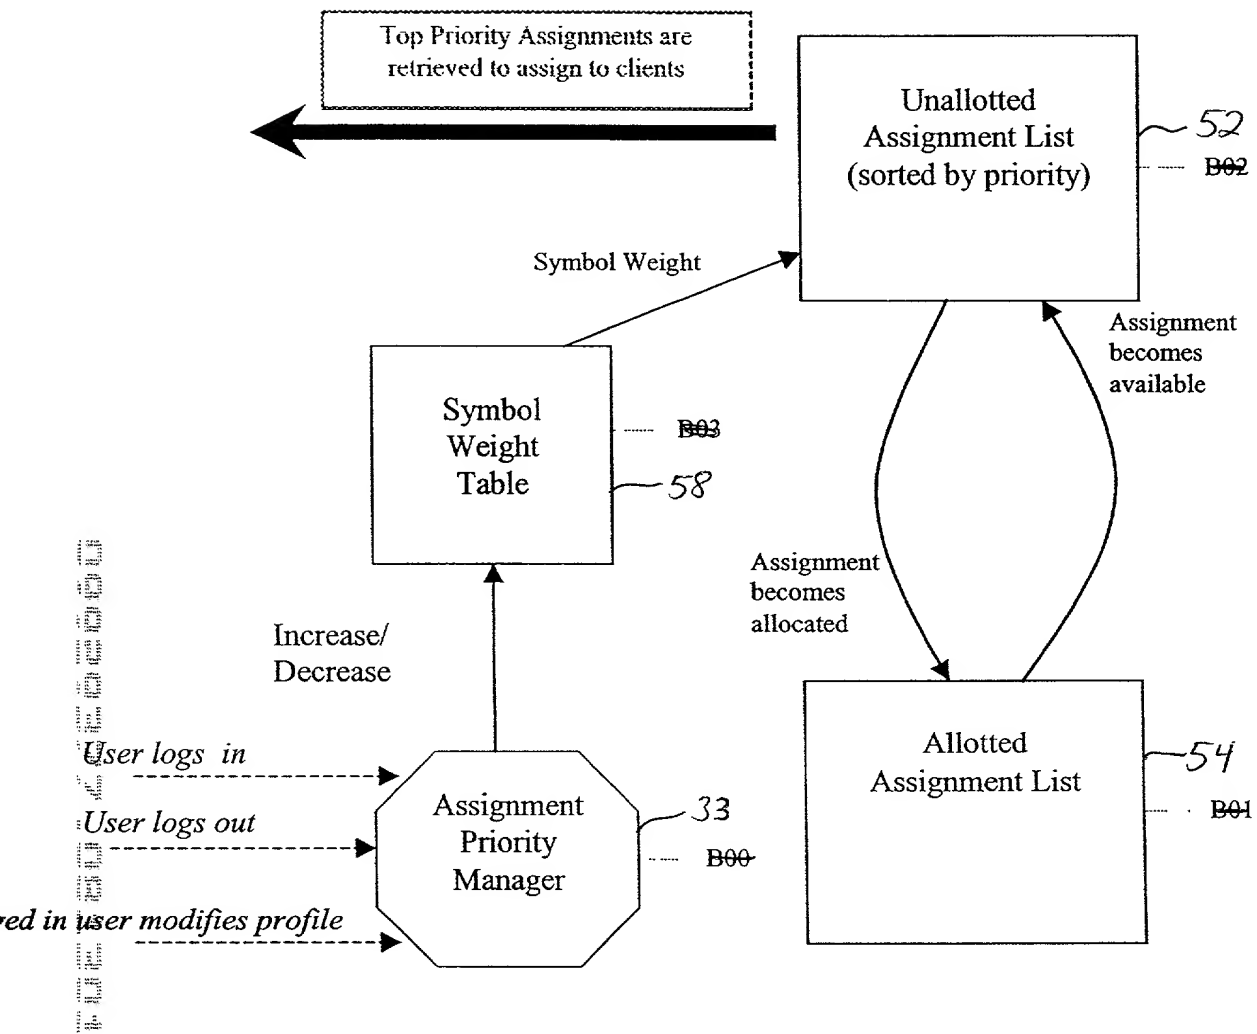 Top Priority Assignments are
retrieved to assign to clients
Unallotted
Assignment List
(sorted by priority)
52
B02
Symbol Weight
Assignment
becomes
available
Symbol
Weight
Table
B03
58
Assignment
becomes
allocated
Increase/
Decrease
User logs in
User logs out
ged in user modifies profile
Assignment
Priority
Manager
33
B00
Allotted
Assignment List
54
B01